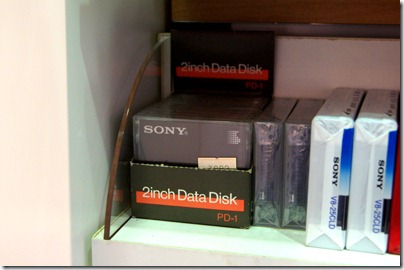 2inch Data Disk
PD-1
SONY
2inch Data Disk
PD-1
SONY
V8-25CLD
SONY
V8-25CLD